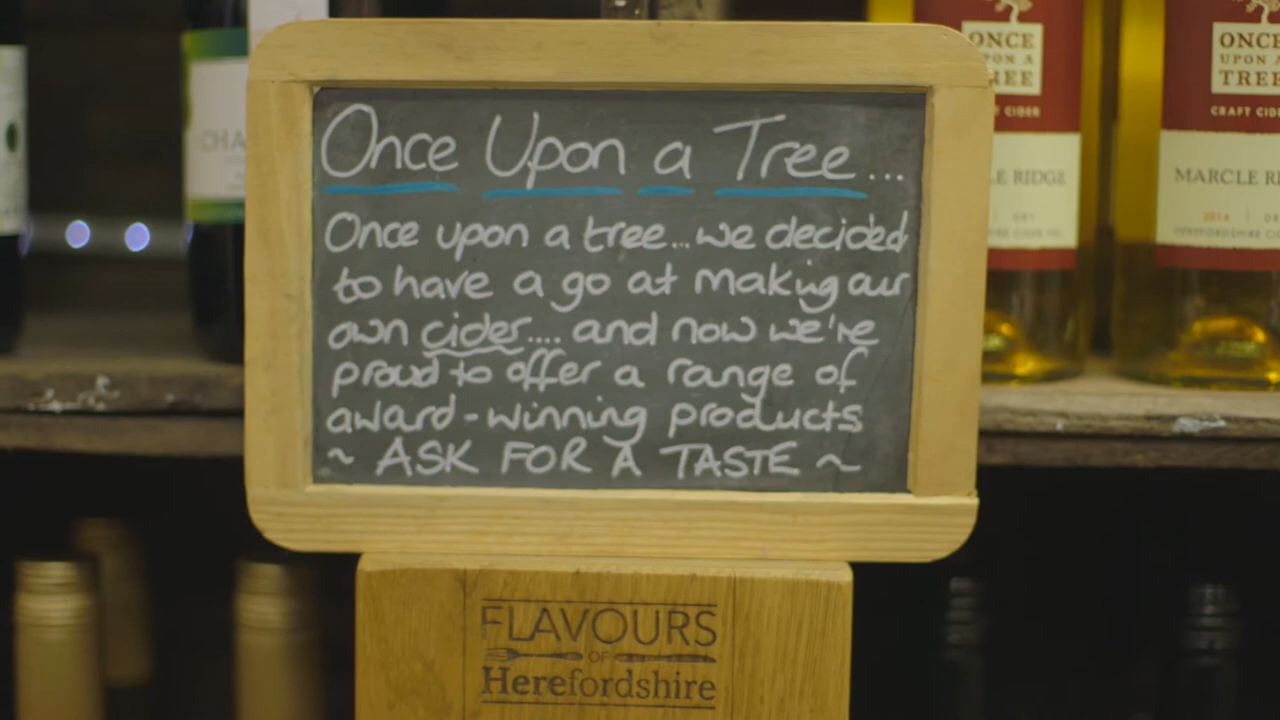 Once Upon a Tree...
Once upon a tree... we decided
to have a go at making our
own cider.... and now we're
proud to offer a range of
award-winning products
~ ASK FOR A TASTE ~
FLAVOURS
OF
Herefordshire
ONCE
UPON A
TREE
CIDER
RIDGE
DRY
ONCE
UPON A
TREE
CRAFT
MARCLE
2014